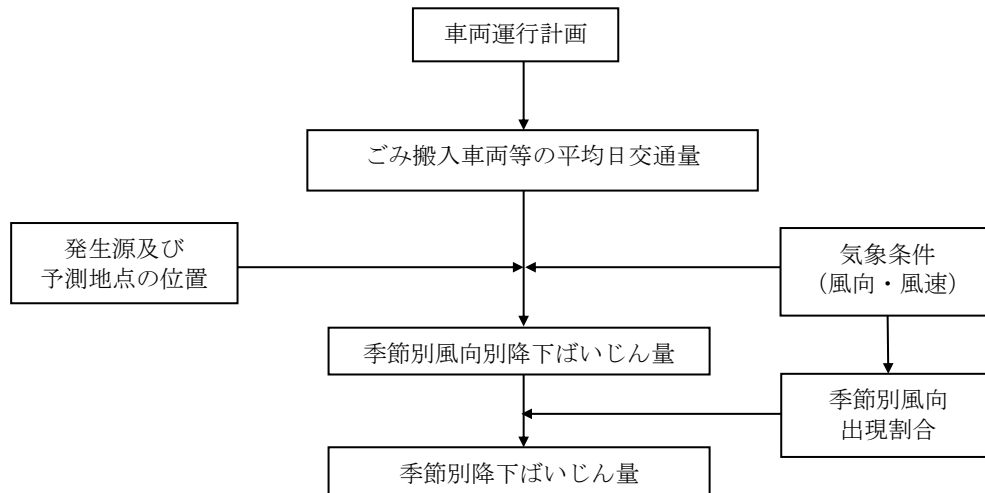 車両運行計画
ごみ搬入車両等の平均日交通量
発生源及び
予測地点の位置
気象条件
（風向・風速）
季節別風向別降下ばいじん量
季節別風向
出現割合
季節別降下ばいじん量